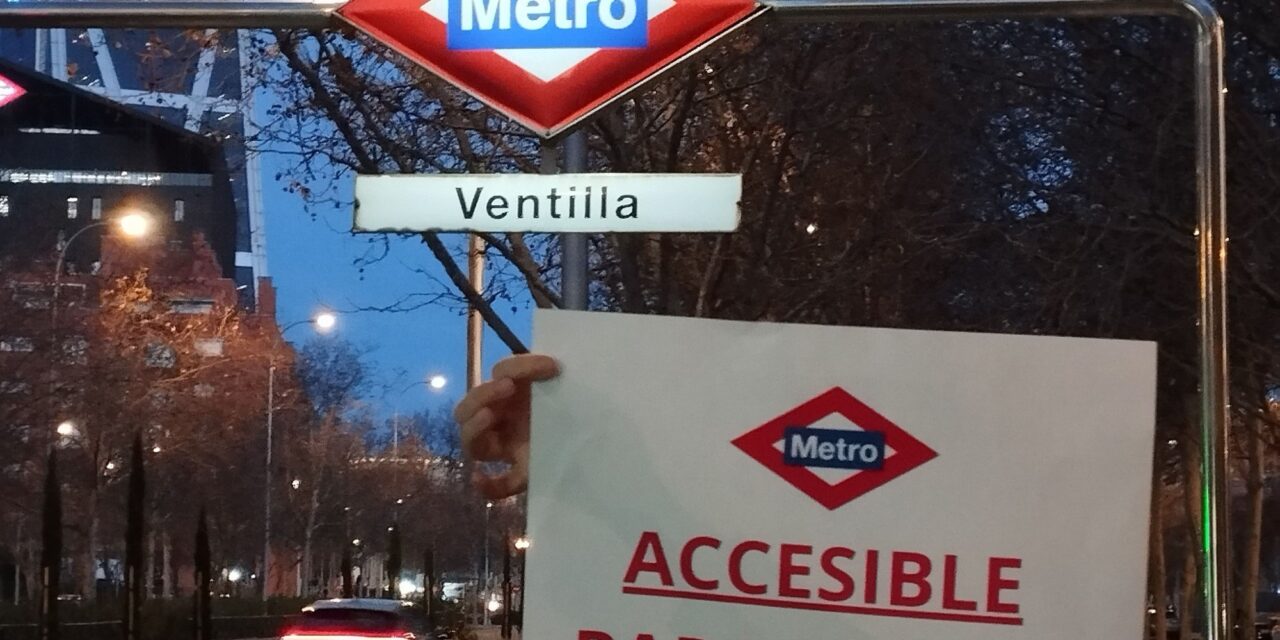 Metro
Ventilla
Metro
ACCESIBLE